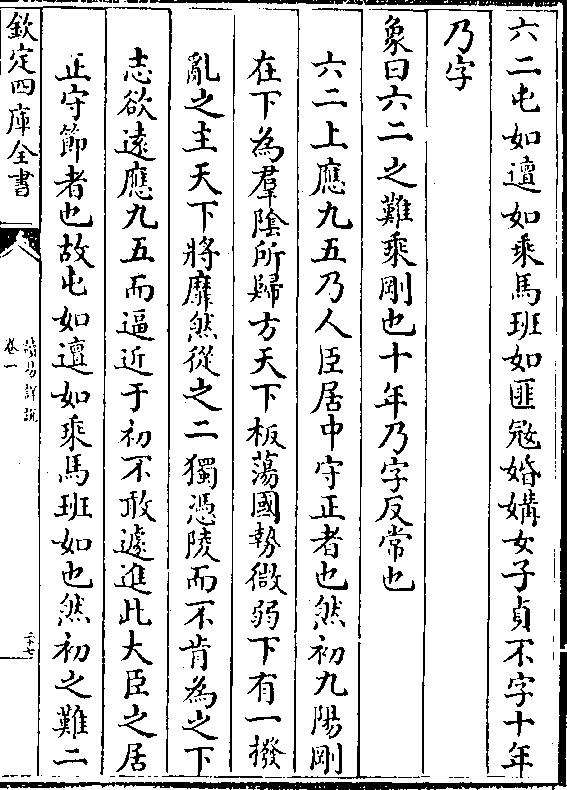 六二屯如邅如乘馬班如匪冦婚媾女子貞不字十年
乃字
象曰六二之難乘剛也十年乃字反常也
六二上應九五乃人臣居中守正者也然初九陽剛
在下為羣陰所歸方天下板蕩國勢微弱下有一撥
亂之主天下將靡然從之二獨憑陵而不肯為之下
志欲逺應九五而逼近于初不敢遽進此大臣之居
正守節者也故屯如邅如乘馬班如也然初之難二
欽定四庫全書
讀易詳說
卷一
二十七